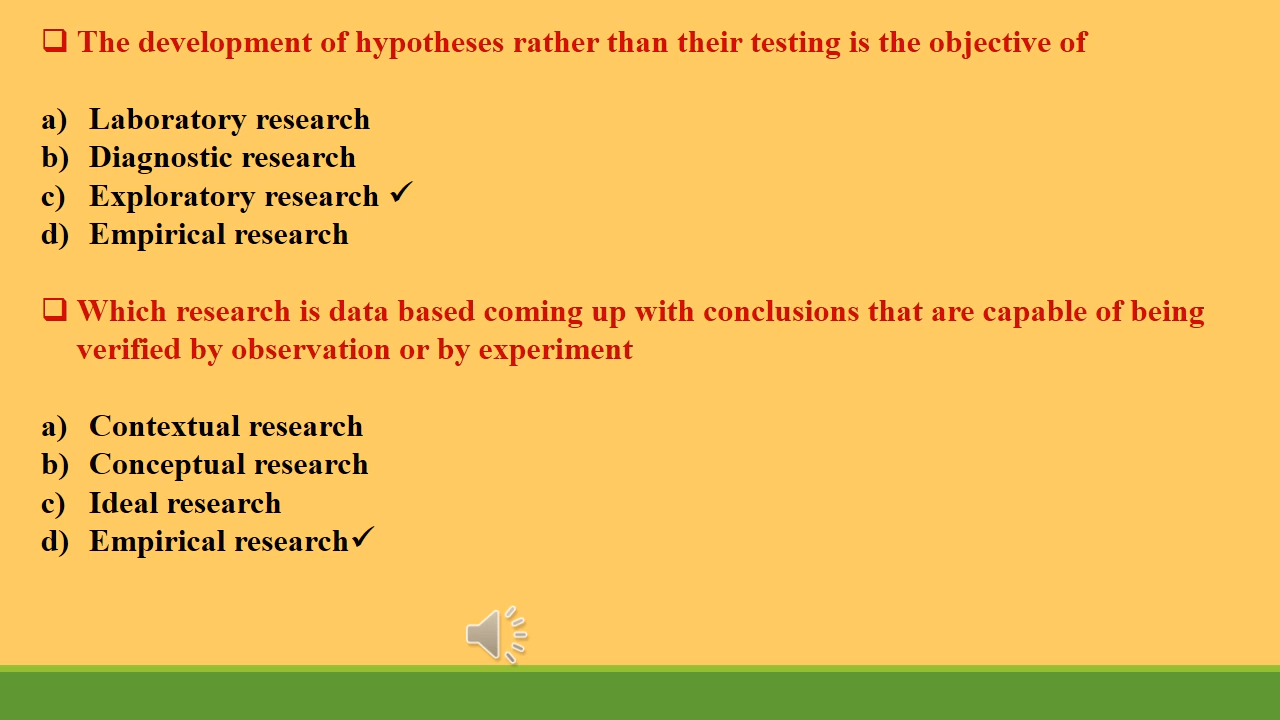 ❑ The development of hypotheses rather than their testing is the objective of
a) Laboratory research
b) Diagnostic research
c) Exploratory research ✓
d) Empirical research
❑ Which research is data based coming up with conclusions that are capable of being
verified by observation or by experiment
a) Contextual research
b) Conceptual research
c) Ideal research
d) Empirical research✓